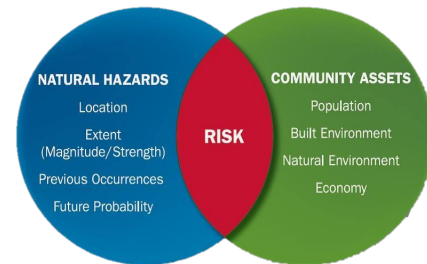 NATURAL HAZARDS
Location
Extent
(Magnitude/Strength)
Previous Occurrences
Future Probability
RISK
COMMUNITY ASSETS
Population
Built Environment
Natural Environment
Economy